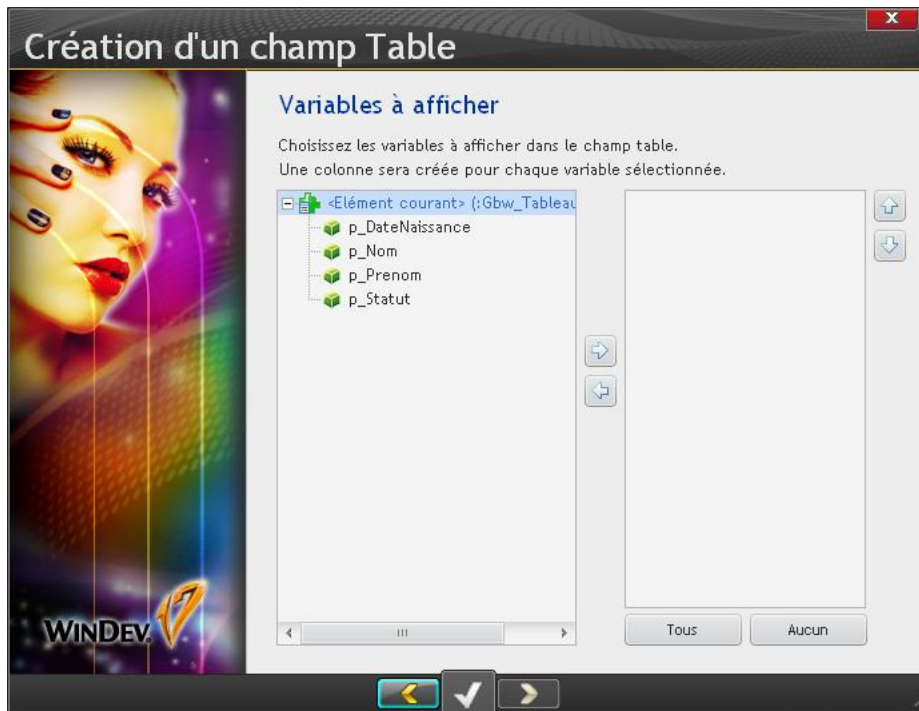 Création d'un champ Table
Variables à afficher
Choisissez les variables à afficher dans le champ table.
Une colonne sera créée pour chaque variable sélectionnée.
<Elément courant> (:Gbw_Tableau
p_DateNaissance
p_Nom
p_Prenom
p_Statut
Tous Aucun
WINDEV. 17